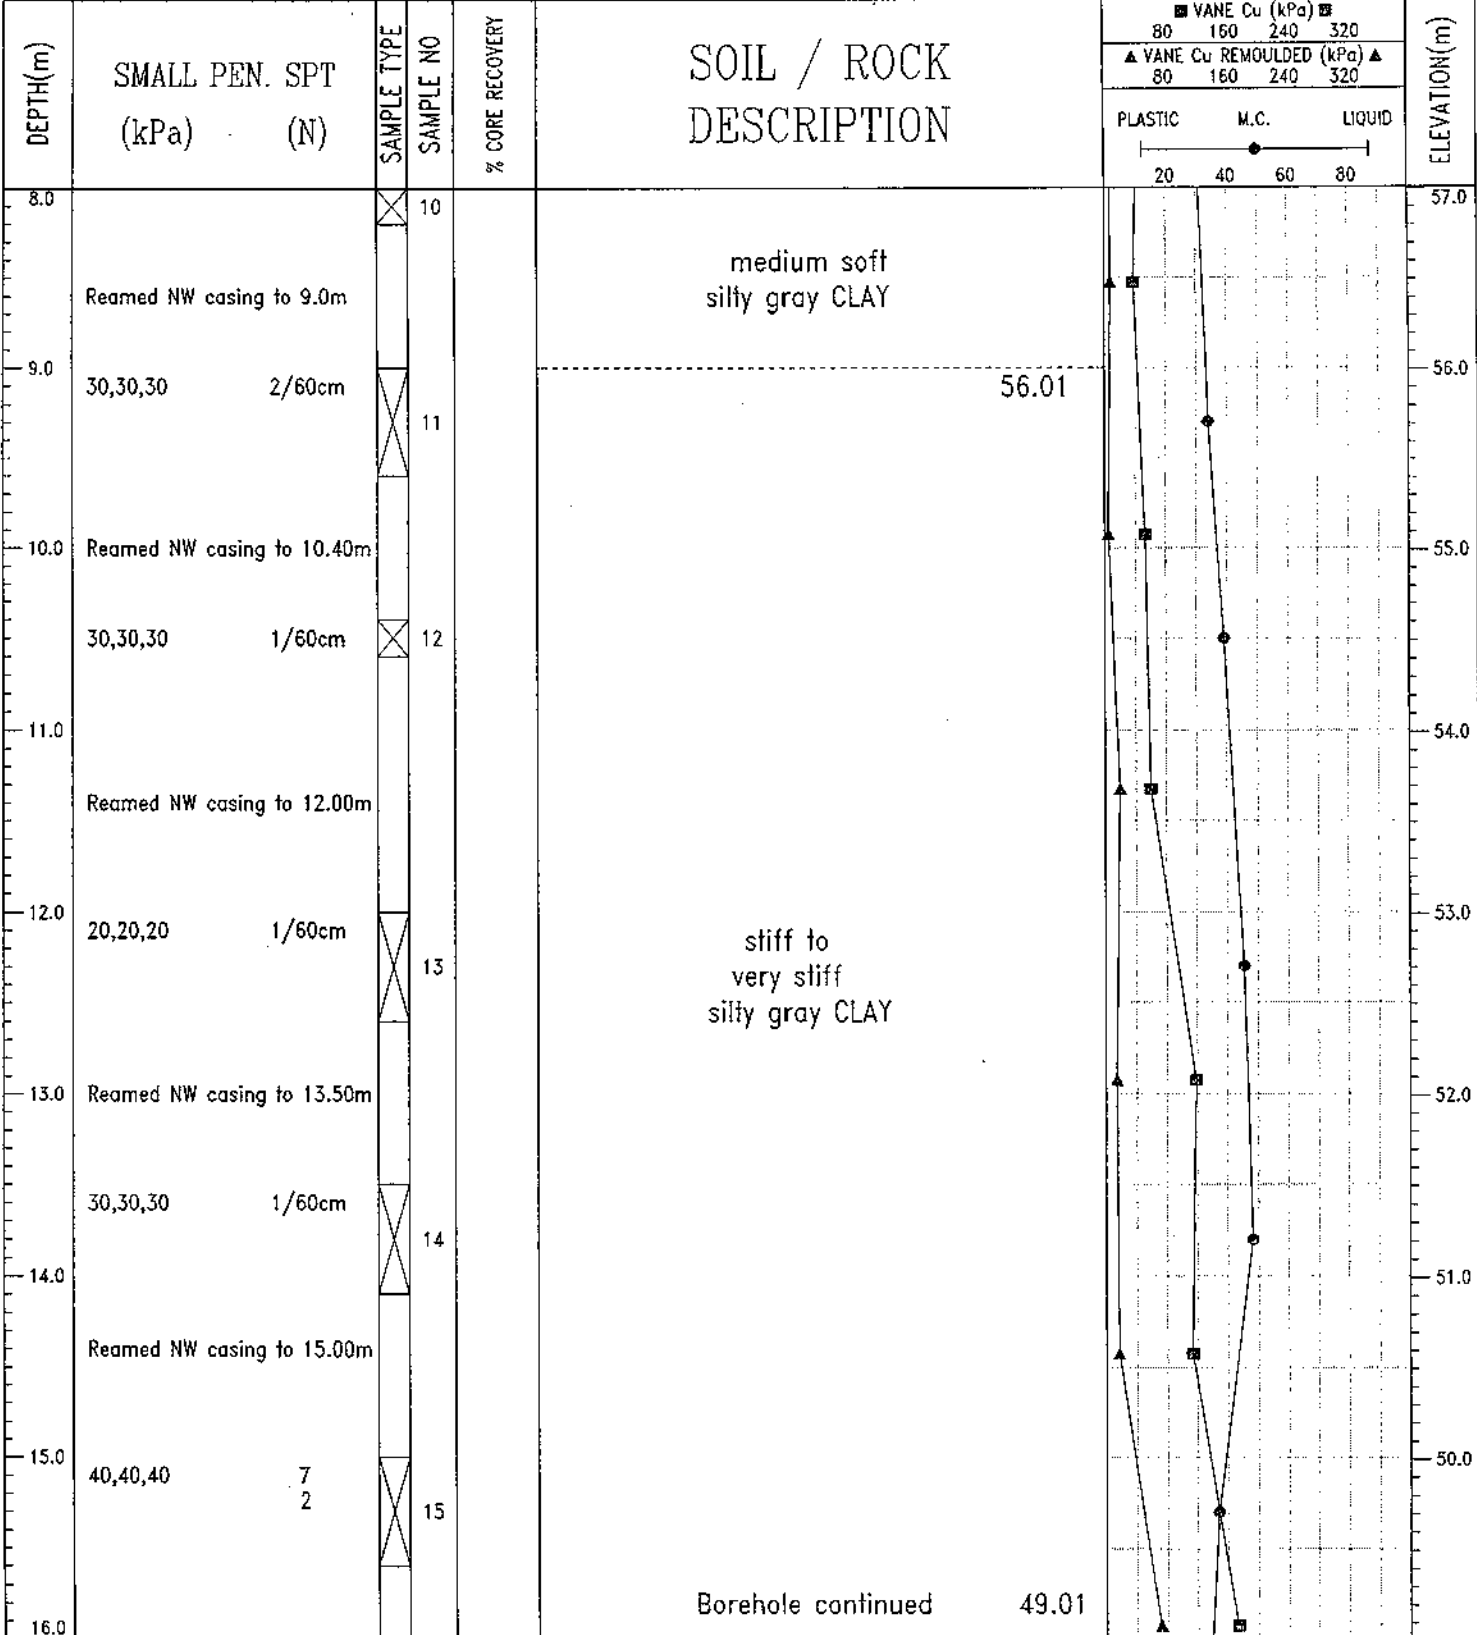 DEPTH(m)
SMALL PEN. SPT
(kPa) (N)
SAMPLE TYPE
SAMPLE NO
% CORE RECOVERY
SOIL / ROCK
DESCRIPTION
VANE Cu (kPa)
80 160 240 320
VANE Cu REMOULDED (kPa)
80 160 240 320
PLASTIC M.C. LIQUID
20 40 60 80
ELEVATION(m)
8.0 10 57.0
medium soft
Reamed NW casing to 9.0m silty gray CLAY
9.0 56.0
30,30,30 2/60cm 56.01
11
10.0 Reamed NW casing to 10.40m 55.0
30,30,30 1/60cm 12
11.0 54.0
Reamed NW casing to 12.00m
12.0 53.0
20,20,20 1/60cm stiff to
13 very stiff
silty gray CLAY
13.0 Reamed NW casing to 13.50m 52.0
30,30,30 1/60cm
14
14.0 51.0
Reamed NW casing to 15.00m
15.0 50.0
40,40,40 7
2
15
Borehole continued 49.01
16.0